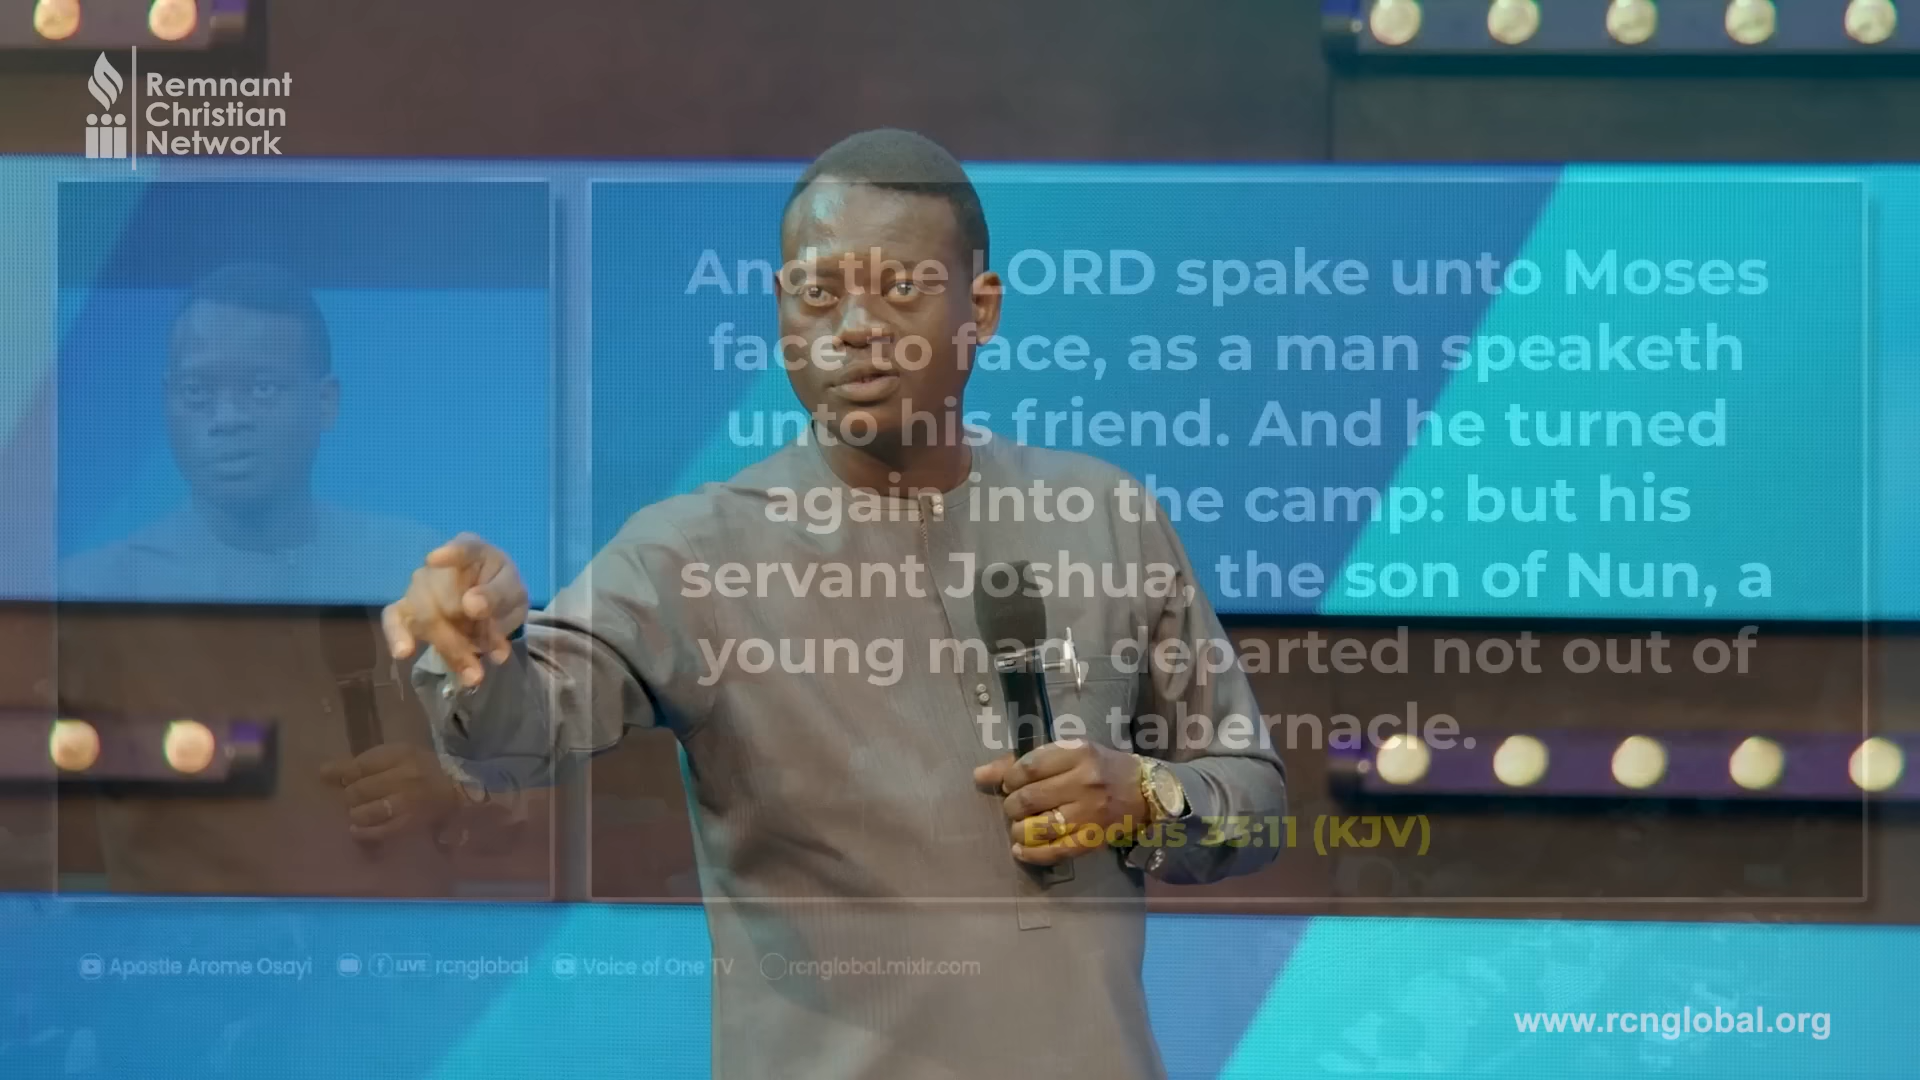 Remnant
Christian
Network
And the LORD spake unto Moses
face to face, as a man speaketh
unto his friend. And he turned
again into the camp: but his
servant Joshua, the son of Nun, a
young man, departed not out of
the tabernacle.
Exodus 33:11 (KJV)
Apostle Arome Osayi LIVE rcnglobal Voice of One TV rcnglobal.mixlr.com
www.rcnglobal.org